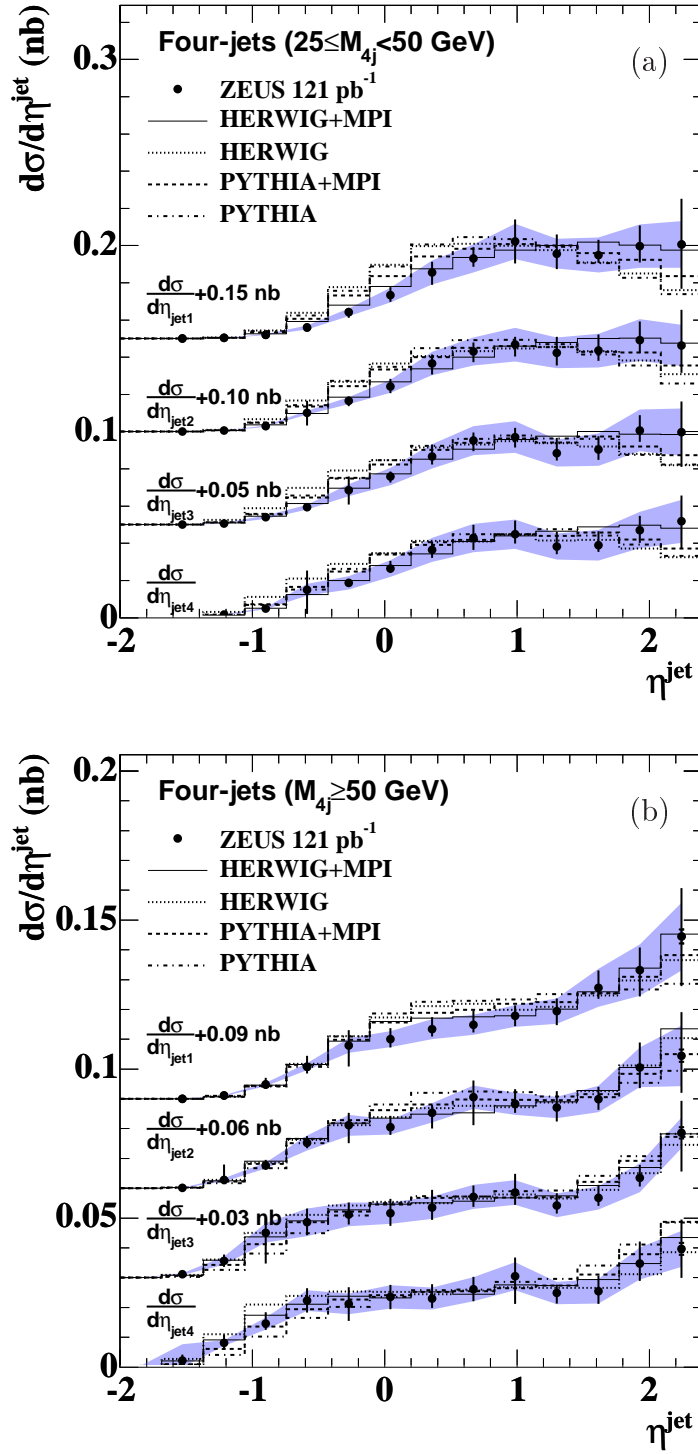 Four-jets (25≤M4j<50 GeV)
(a)
ZEUS 121 pb-1
HERWIG+MPI
HERWIG
PYTHIA+MPI
PYTHIA
dσ/dηjet (nb)
0.3
0.2
0.1
0
dσ/dηjet1 +0.15 nb
dσ/dηjet2 +0.10 nb
dσ/dηjet3 +0.05 nb
dσ/dηjet4
-2 -1 0 1 2
ηjet
Four-jets (M4j≥50 GeV)
(b)
ZEUS 121 pb-1
HERWIG+MPI
HERWIG
PYTHIA+MPI
PYTHIA
dσ/dηjet (nb)
0.2
0.15
0.1
0.05
0
dσ/dηjet1 +0.09 nb
dσ/dηjet2 +0.06 nb
dσ/dηjet3 +0.03 nb
dσ/dηjet4
-2 -1 0 1 2
ηjet